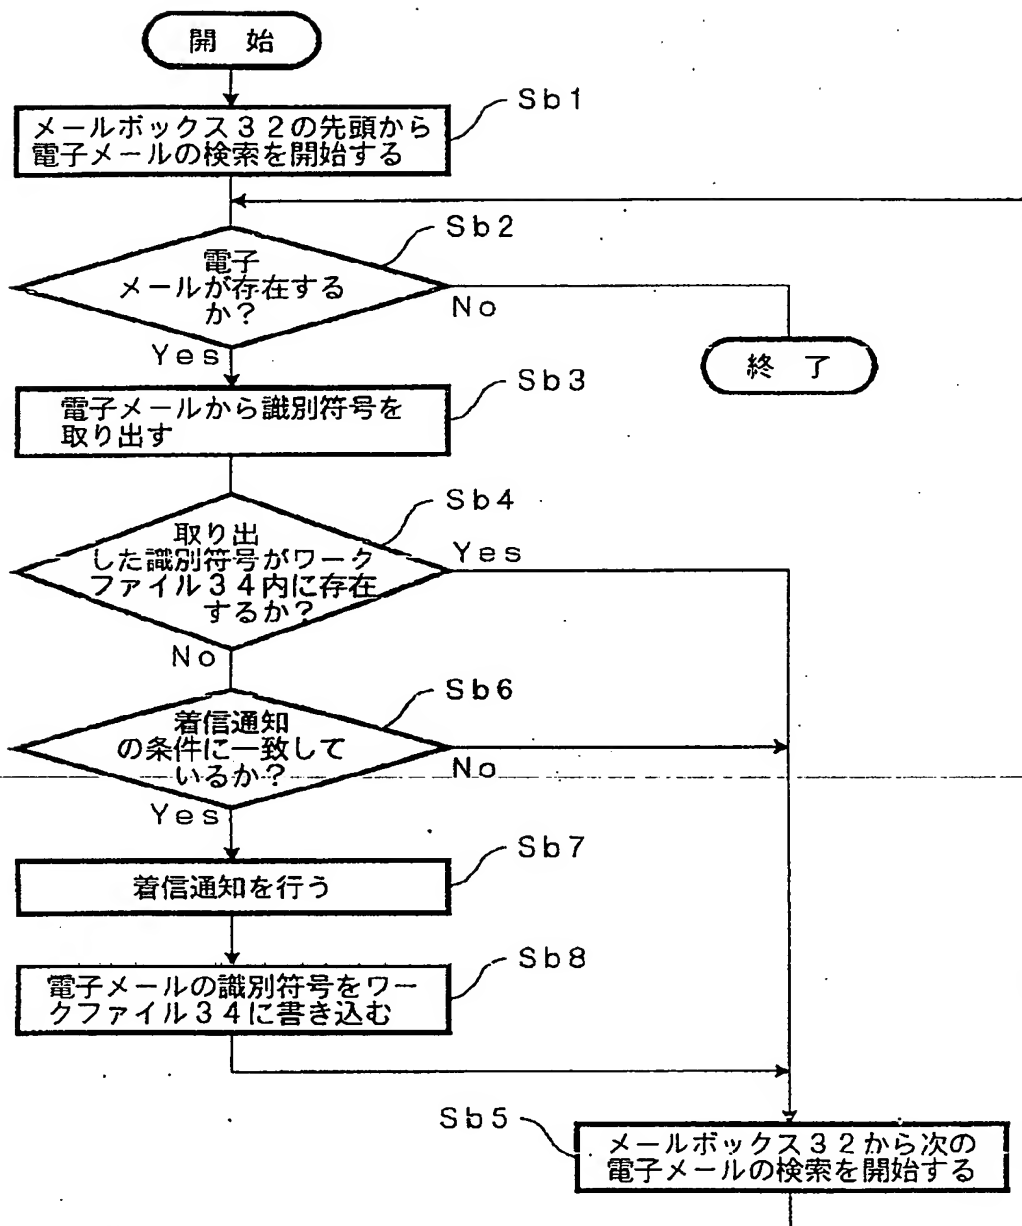 開 始
Sb1
メールボックス３２の先頭から
電子メールの検索を開始する
Sb2
電子
メールが存在する
か？
No
Yes
終 了
Sb3
電子メールから識別符号を
取り出す
Sb4
取り出
した識別符号がワーク
ファイル３４内に存在
するか？
Yes
No
Sb6
着信通知
の条件に一致して
いるか？
No
Yes
Sb7
着信通知を行う
Sb8
電子メールの識別符号をワー
クファイル３４に書き込む
Sb5
メールボックス３２から次の
電子メールの検索を開始する